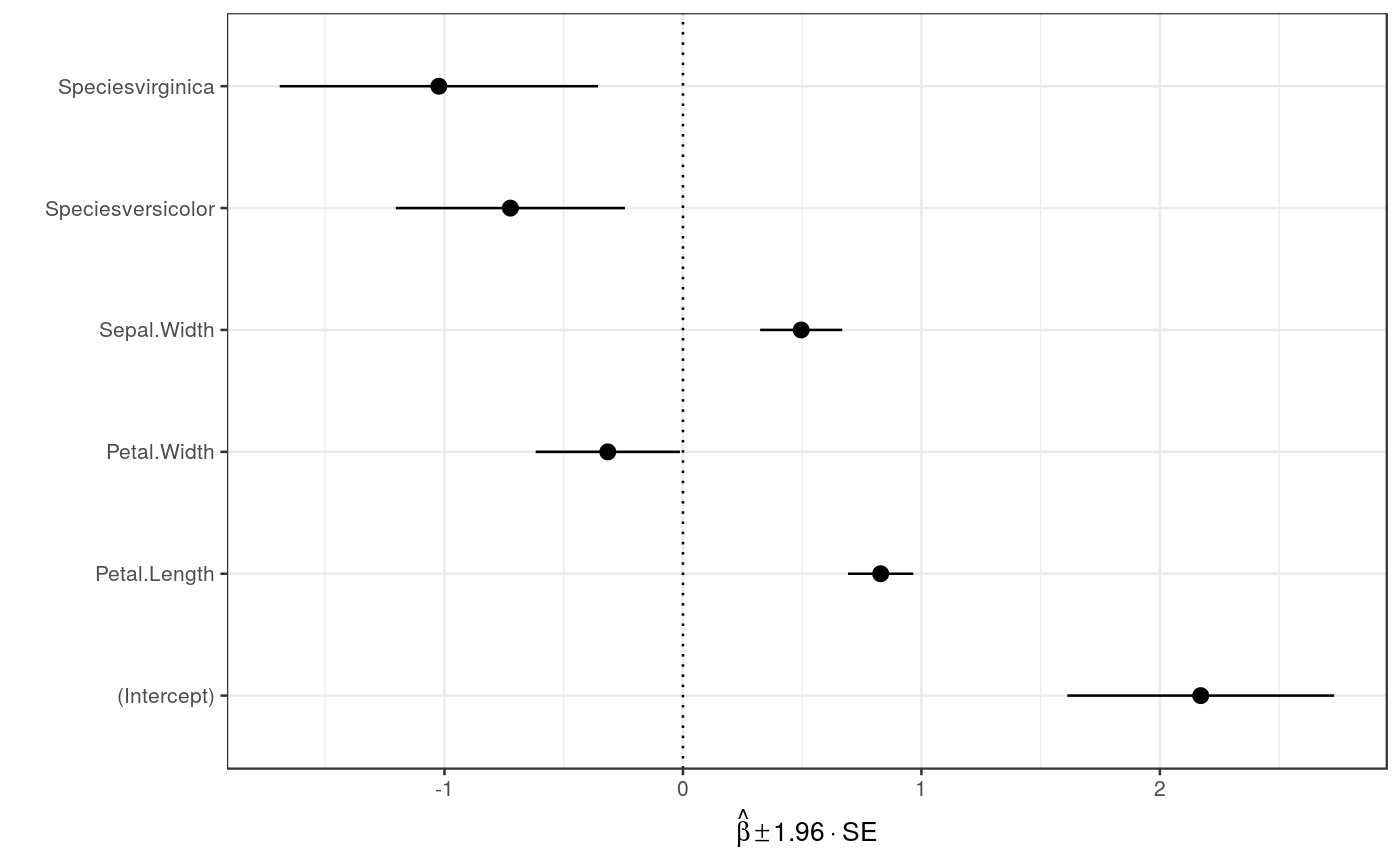 Speciesvirginica
Speciesversicolor
Sepal.Width
Petal.Width
Petal.Length
(Intercept)
-1 0 1 2
β̂ ± 1.96 · SE